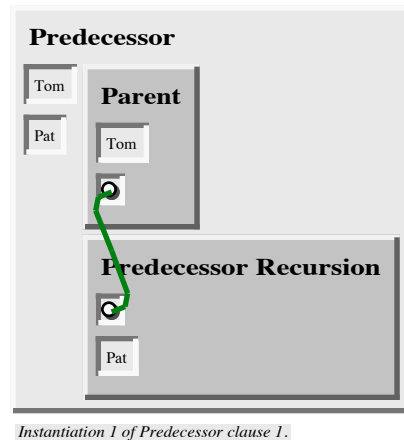 Predecessor
Tom
Pat
Parent
Tom
Predecessor Recursion
Pat
Instantiation 1 of Predecessor clause 1.